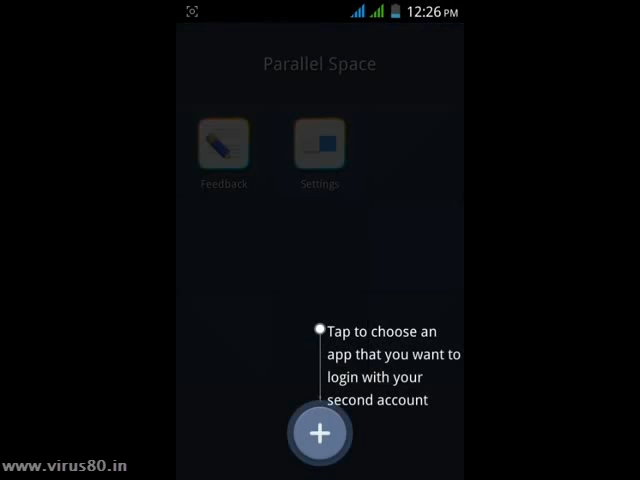 12:26 PM
Parallel Space
Feedback
Settings
Tap to choose an
app that you want to
login with your
second account
www.virus80.in